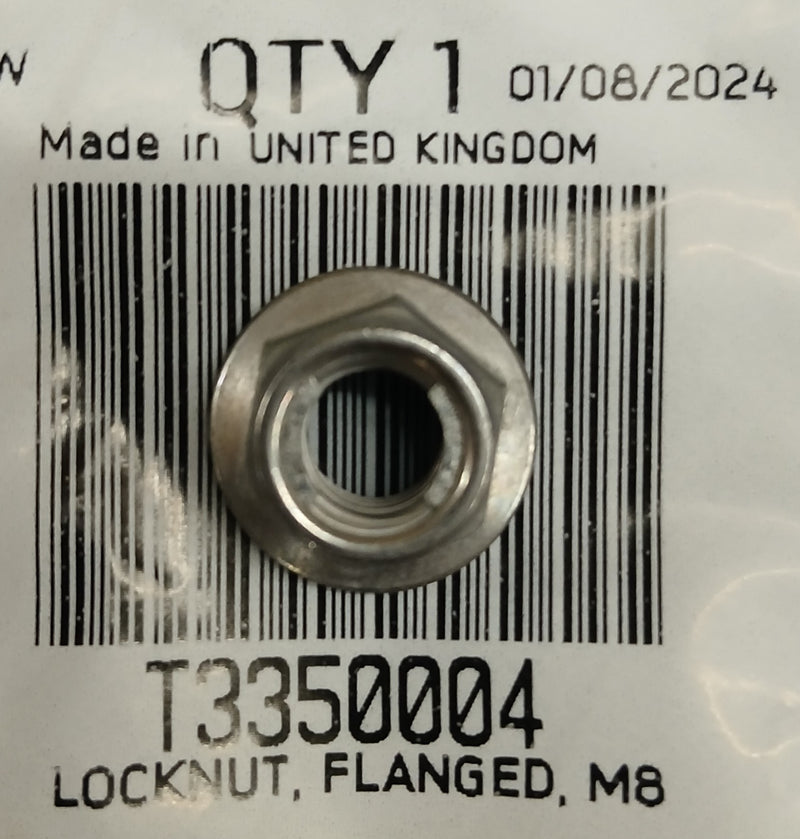 QTY 1 01/08/2024
Made in UNITED KINGDOM
T3350004
LOCKNUT, FLANGED, M8